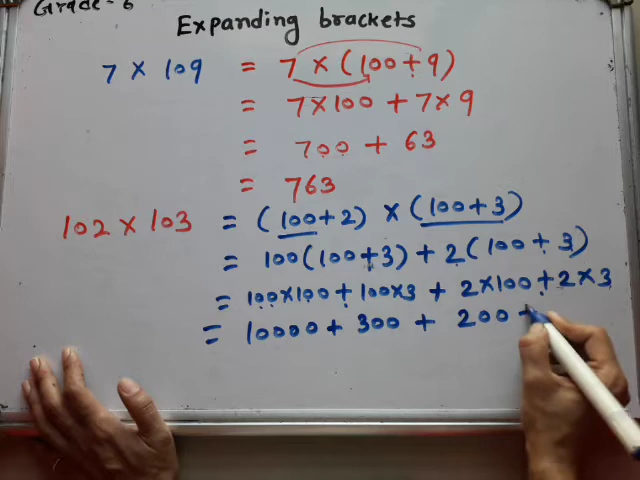 Grade - 6
Expanding brackets
7 × 109 = 7 × (100 + 9)
= 7×100 + 7×9
= 700 + 63
= 763
102 × 103 = (100+2) × (100+3)
= 100(100+3) + 2(100+3)
= 100×100 + 100×3 + 2×100+2×3
= 10000 + 300 + 200 +